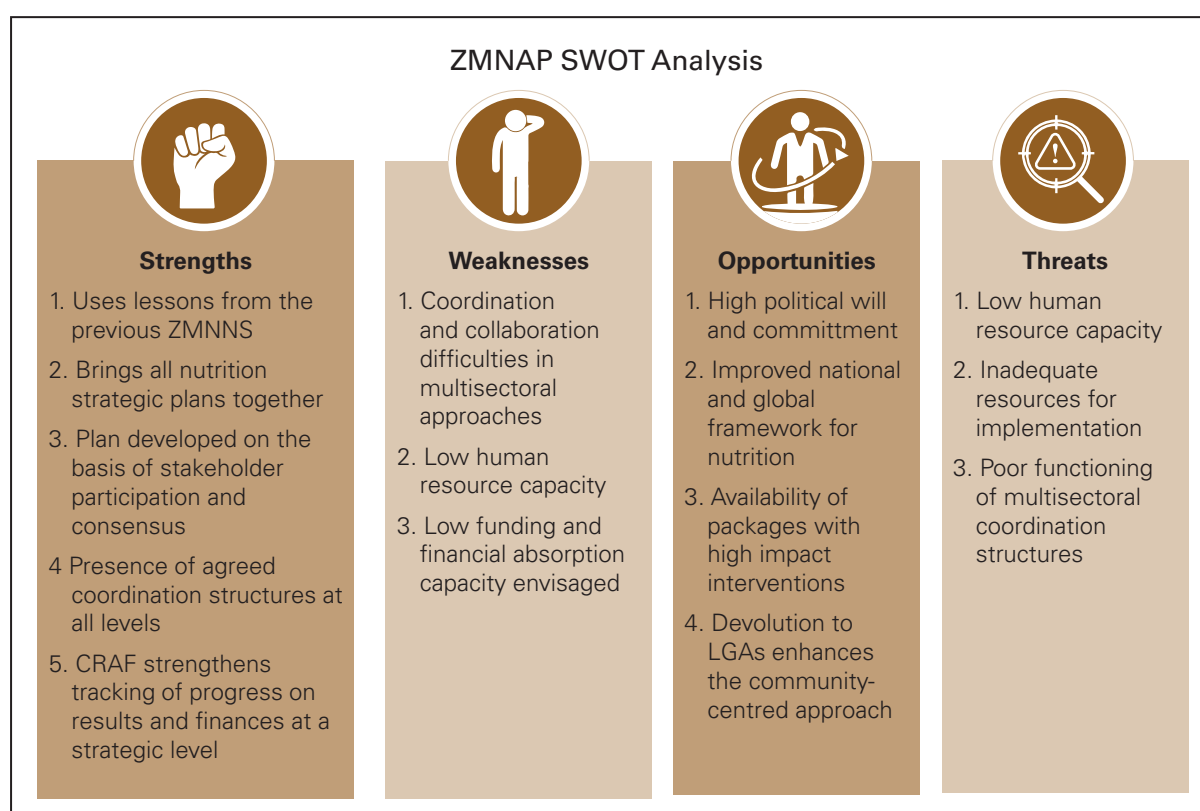 ZMNAP SWOT Analysis
Strengths
1. Uses lessons from the
previous ZMNNS
2. Brings all nutrition
strategic plans together
3. Plan developed on the
basis of stakeholder
participation and
consensus
4 Presence of agreed
coordination structures at
all levels
5. CRAF strengthens
tracking of progress on
results and finances at a
strategic level
Weaknesses
1. Coordination
and collaboration
difficulties in
multisectoral
approaches
2. Low human
resource capacity
3. Low funding and
financial absorption
capacity envisaged
Opportunities
1. High political will
and committment
2. Improved national
and global
framework for
nutrition
3. Availability of
packages with
high impact
interventions
4. Devolution to
LGAs enhances
the community-
centred approach
Threats
1. Low human
resource capacity
2. Inadequate
resources for
implementation
3. Poor functioning
of multisectoral
coordination
structures